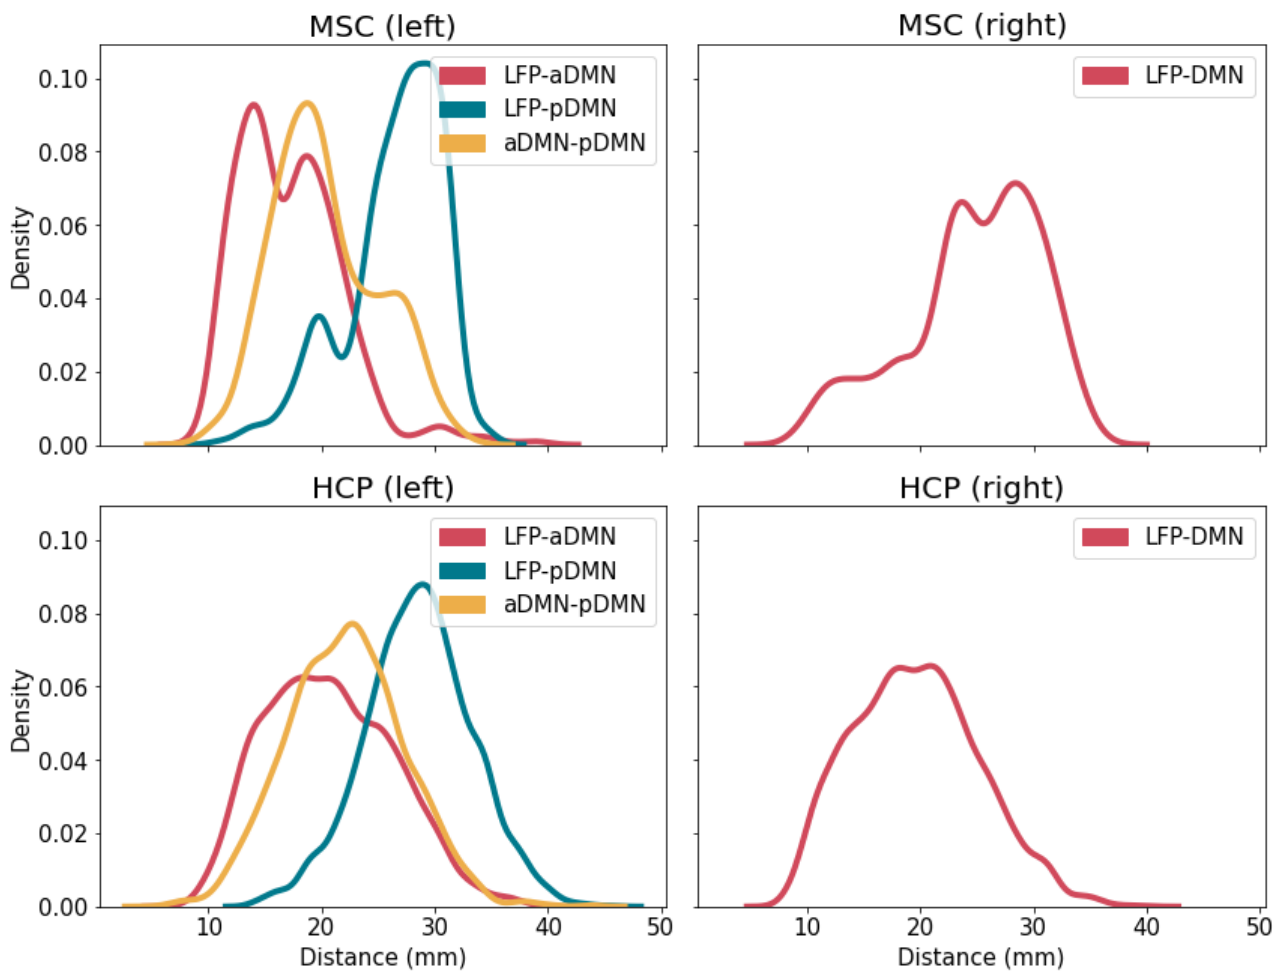 MSC (left)
MSC (right)
LFP-aDMN
LFP-pDMN
aDMN-pDMN
LFP-DMN
0.10
0.08
0.06
0.04
0.02
0.00
Density
HCP (left)
HCP (right)
LFP-aDMN
LFP-pDMN
aDMN-pDMN
LFP-DMN
0.10
0.08
0.06
0.04
0.02
0.00
Density
10 20 30 40 50
10 20 30 40 50
Distance (mm)
Distance (mm)